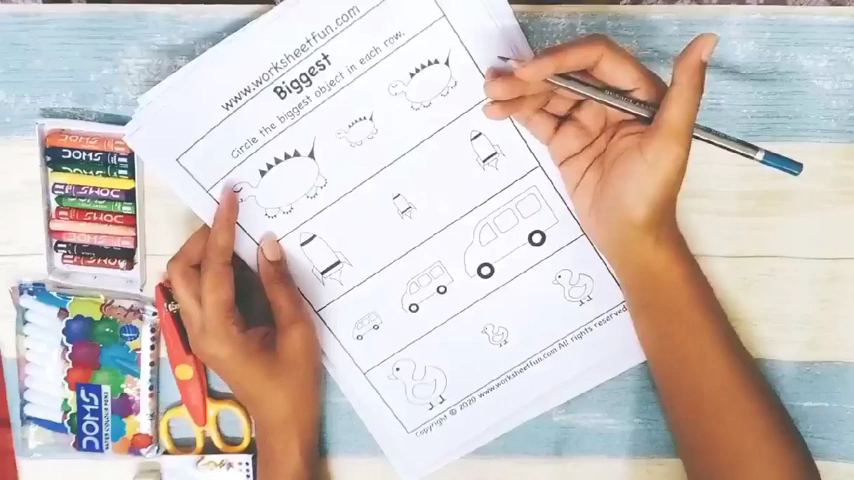 www.worksheetfun.com
Biggest
Circle the biggest object in each row.
Copyright © 2020 www.worksheetfun.com All rights reserved
DOMS
DOMS
DOMS
DOMS
DOMS
DOMS